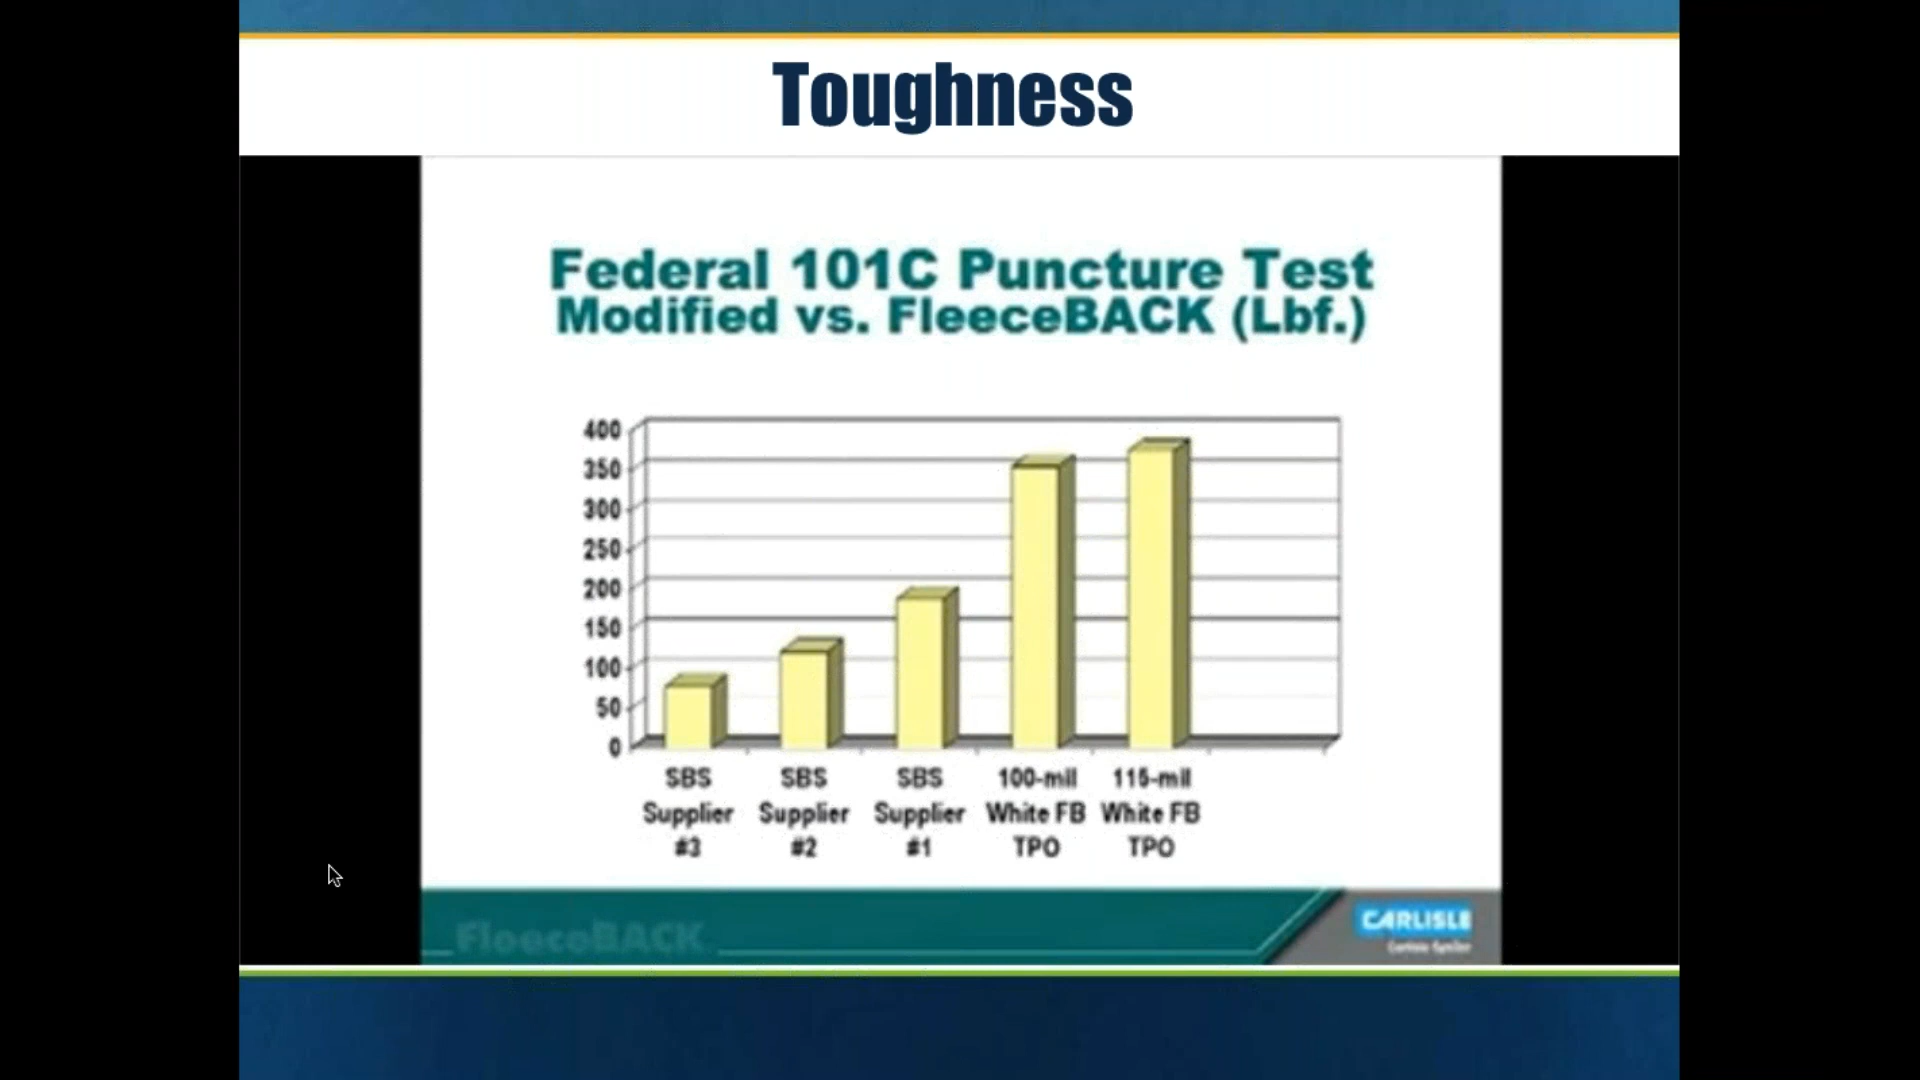 Toughness
Federal 101C Puncture Test
Modified vs. FleeceBACK (Lbf.)
400
350
300
250
200
150
100
50
0
SBS Supplier #3
SBS Supplier #2
SBS Supplier #1
100-mil White FB TPO
115-mil White FB TPO
FleeceBACK
CARLISLE